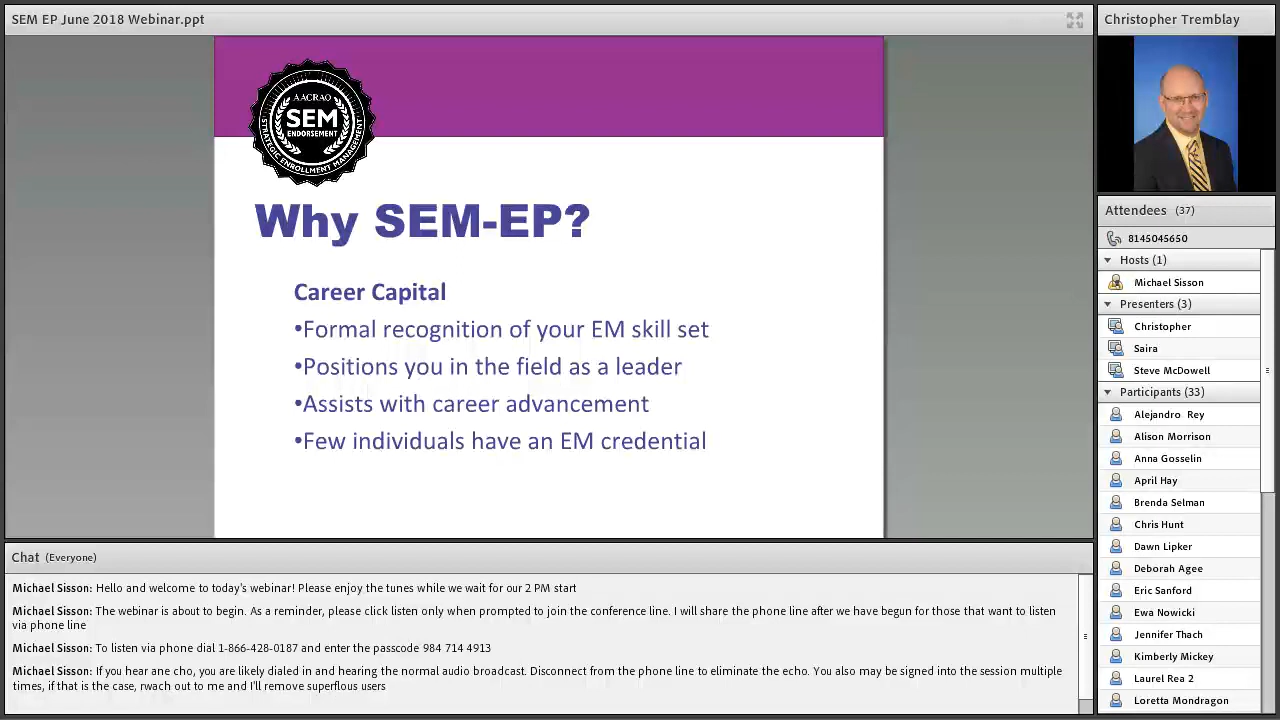 SEM EP June 2018 Webinar.ppt
AACRAO
SEM
ENDORSEMENT
STRATEGIC ENROLLMENT MANAGEMENT
Why SEM-EP?
Career Capital
•Formal recognition of your EM skill set
•Positions you in the field as a leader
•Assists with career advancement
•Few individuals have an EM credential
Chat (Everyone)
Michael Sisson: Hello and welcome to today's webinar! Please enjoy the tunes while we wait for our 2 PM start
Michael Sisson: The webinar is about to begin. As a reminder, please click listen only when prompted to join the conference line. I will share the phone line after we have begun for those that want to listen
via phone line
Michael Sisson: To listen via phone dial 1-866-428-0187 and enter the passcode 984 714 4913
Michael Sisson: If you hear an cho, you are likely dialed in and hearing the normal audio broadcast. Disconnect from the phone line to eliminate the echo. You also may be signed into the session multiple
times, if that is the case, rwach out to me and I'll remove superflous users
Christopher Tremblay
Attendees (37)
8145045650
Hosts (1)
Michael Sisson
Presenters (3)
Christopher
Saira
Steve McDowell
Participants (33)
Alejandro Rey
Alison Morrison
Anna Gosselin
April Hay
Brenda Selman
Chris Hunt
Dawn Lipker
Deborah Agee
Eric Sanford
Ewa Nowicki
Jennifer Thach
Kimberly Mickey
Laurel Rea 2
Loretta Mondragon